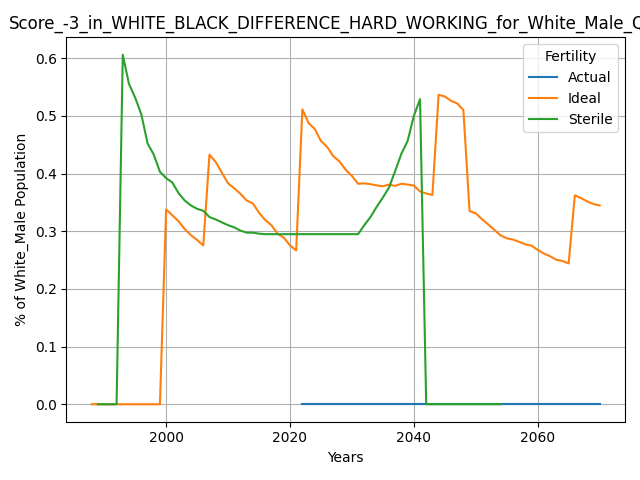 Score_-3_in_WHITE_BLACK_DIFFERENCE_HARD_WORKING_for_White_Male_
Fertility
Actual
Ideal
Sterile
% of White_Male Population
0.6
0.5
0.4
0.3
0.2
0.1
0.0
2000 2020 2040 2060
Years